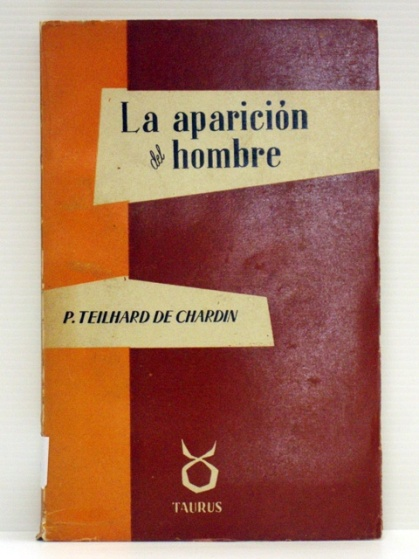 La aparición
del hombre
P. TEILHARD DE CHARDIN
TAURUS